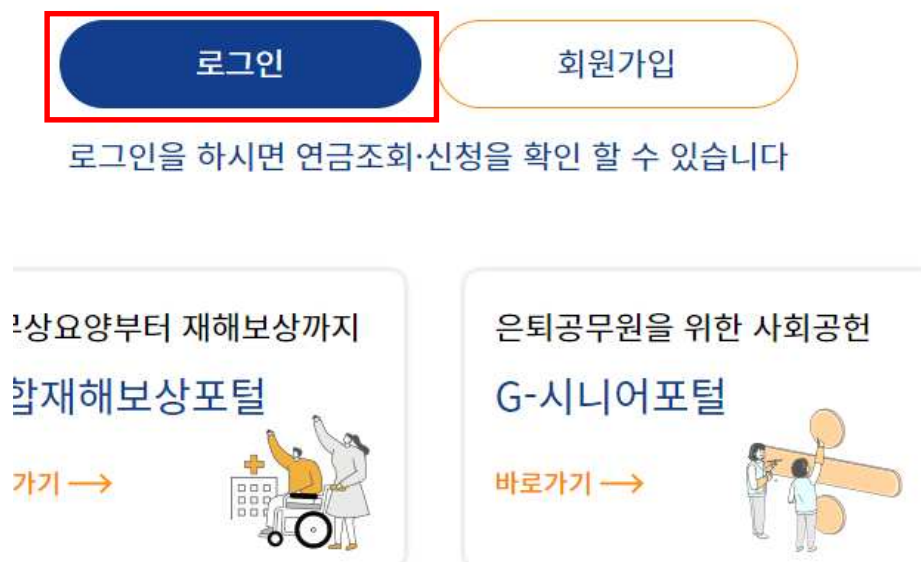 로그인
회원가입
로그인을 하시면 연금조회·신청을 확인 할 수 있습니다
상요양부터 재해보상까지
합재해보상포털
가기 →
은퇴공무원을 위한 사회공헌
G-시니어포털
바로가기 →